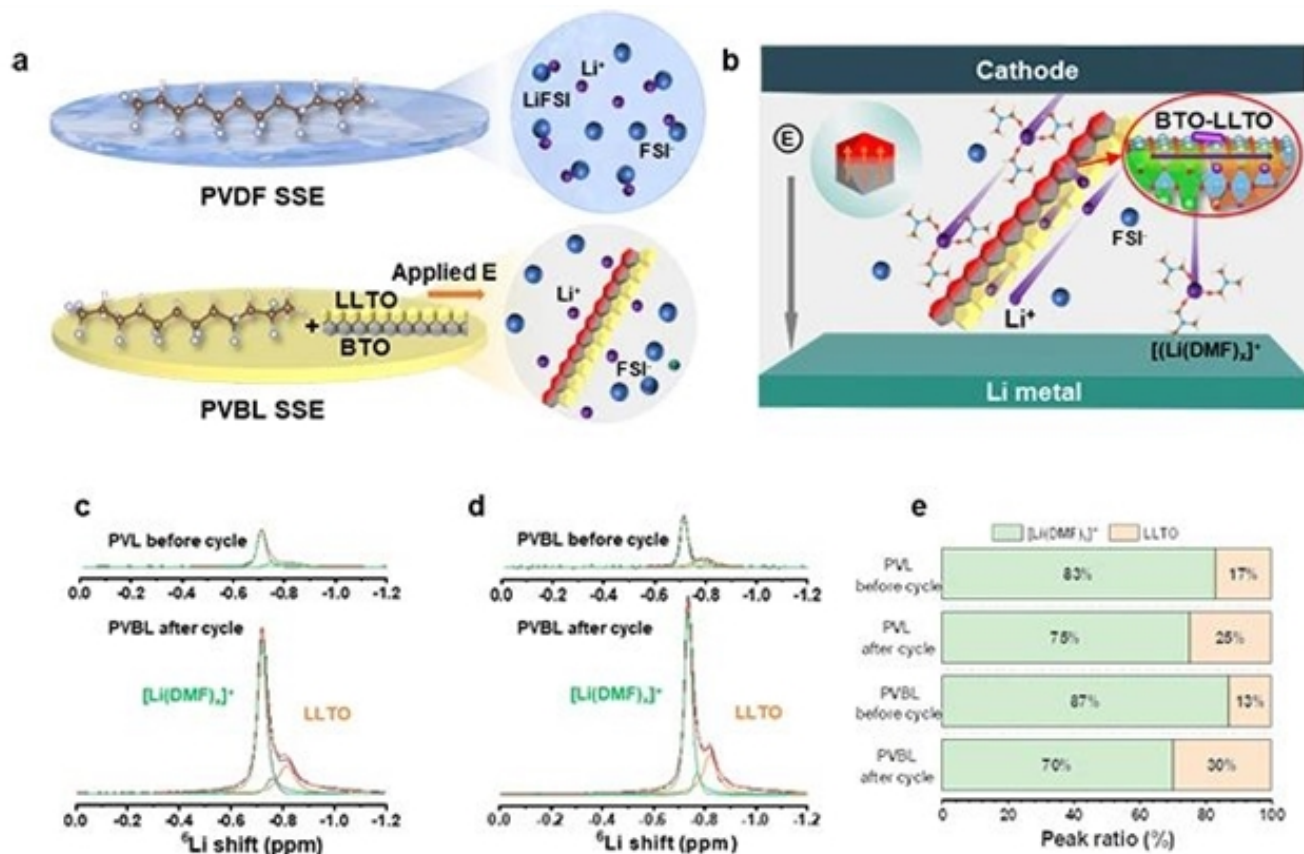 a
Li⁺
LiFSI
FSI⁻
PVDF SSE
Applied E
LLTO
+
BTO
Li⁺
FSI⁻
PVBL SSE
b
Cathode
E
BTO-LLTO
FSI⁻
Li⁺
[(Li(DMF)ₓ]⁺
Li metal
c
PVL before cycle
0.0 -0.2 -0.4 -0.6 -0.8 -1.0 -1.2
PVBL after cycle
[Li(DMF)ₓ]⁺
LLTO
0.0 -0.2 -0.4 -0.6 -0.8 -1.0 -1.2
⁶Li shift (ppm)
d
PVBL before cycle
0.0 -0.2 -0.4 -0.6 -0.8 -1.0 -1.2
PVBL after cycle
[Li(DMF)ₓ]⁺
LLTO
0.0 -0.2 -0.4 -0.6 -0.8 -1.0 -1.2
⁶Li shift (ppm)
e
[Li(DMF)ₓ]⁺ LLTO
PVL
before cycle
83% 17%
PVL
after cycle
75% 25%
PVBL
before cycle
87% 13%
PVBL
after cycle
70% 30%
0 20 40 60 80 100
Peak ratio (%)